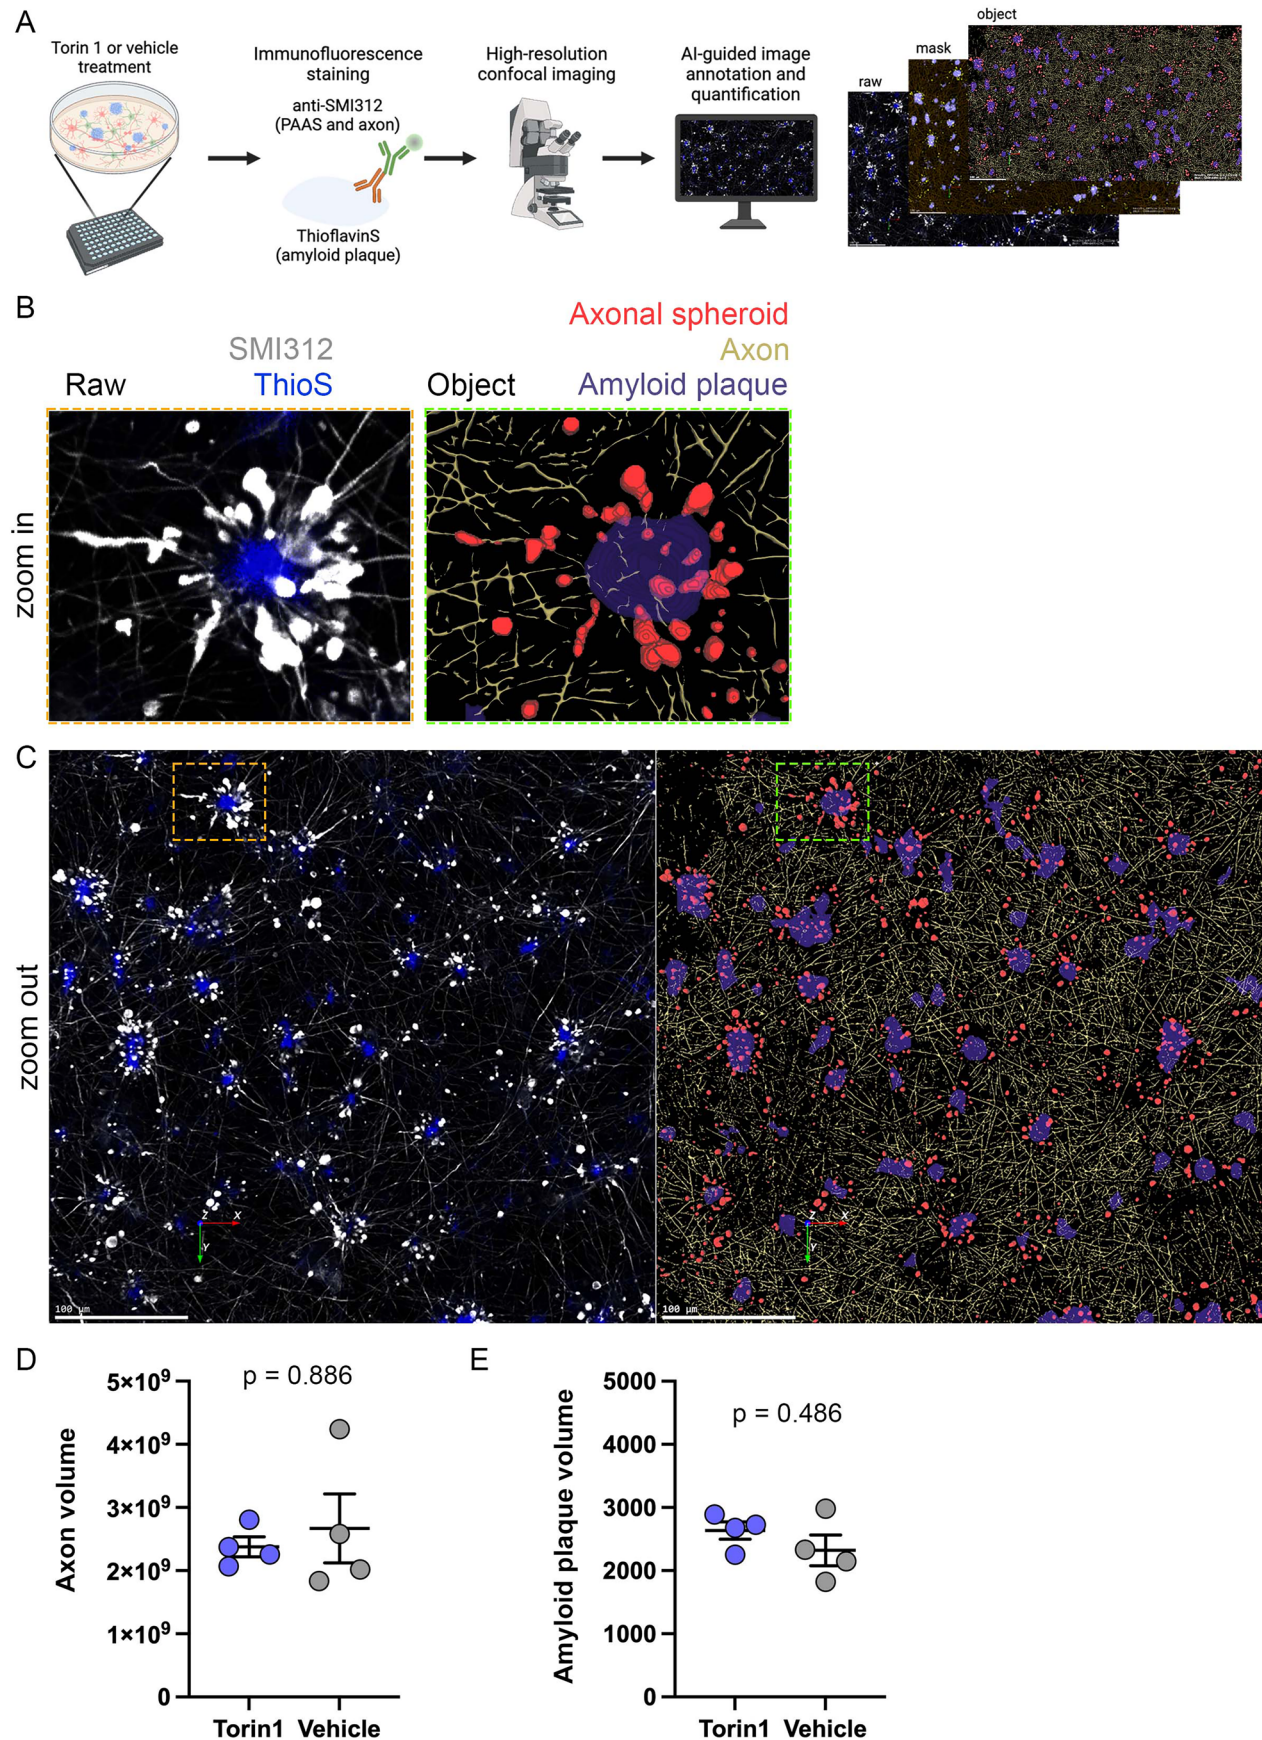 A
Torin 1 or vehicle
treatment
Immunofluorescence
staining
anti-SMI312
(PAAS and axon)
ThioflavinS
(amyloid plaque)
High-resolution
confocal imaging
AI-guided image
annotation and
quantification
raw
mask
object
B
SMI312
Raw
ThioS
Axonal spheroid
Axon
Object
Amyloid plaque
zoom in
C
zoom out
Z
X
Y
100 µm
Z
X
Y
100 µm
D
p = 0.886
Axon volume
5×10⁹
4×10⁹
3×10⁹
2×10⁹
1×10⁹
0
Torin1 Vehicle
E
p = 0.486
Amyloid plaque volume
5000
4000
3000
2000
1000
0
Torin1 Vehicle